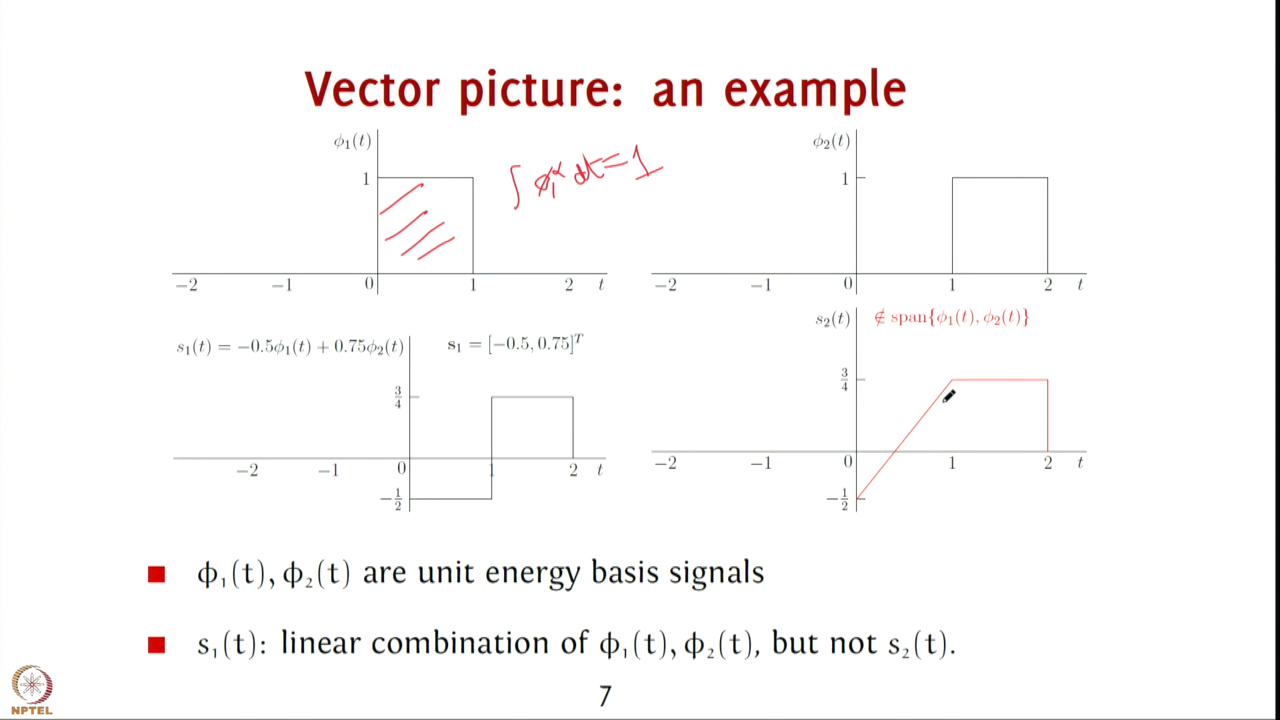 Vector picture: an example
ϕ₁(t)
1
−2 −1 0 1 2 t
∫ ϕ₁² dt = 1
ϕ₂(t)
1
−2 −1 0 1 2 t
s₁(t) = −0.5ϕ₁(t) + 0.75ϕ₂(t)
s₁ = [−0.5, 0.75]ᵀ
3/4
−2 −1 0 1 2 t
−1/2
s₂(t) ∉ span{ϕ₁(t), ϕ₂(t)}
3/4
−2 −1 0 1 2 t
−1/2
■ ϕ₁(t), ϕ₂(t) are unit energy basis signals
■ s₁(t): linear combination of ϕ₁(t), ϕ₂(t), but not s₂(t).
NPTEL
7